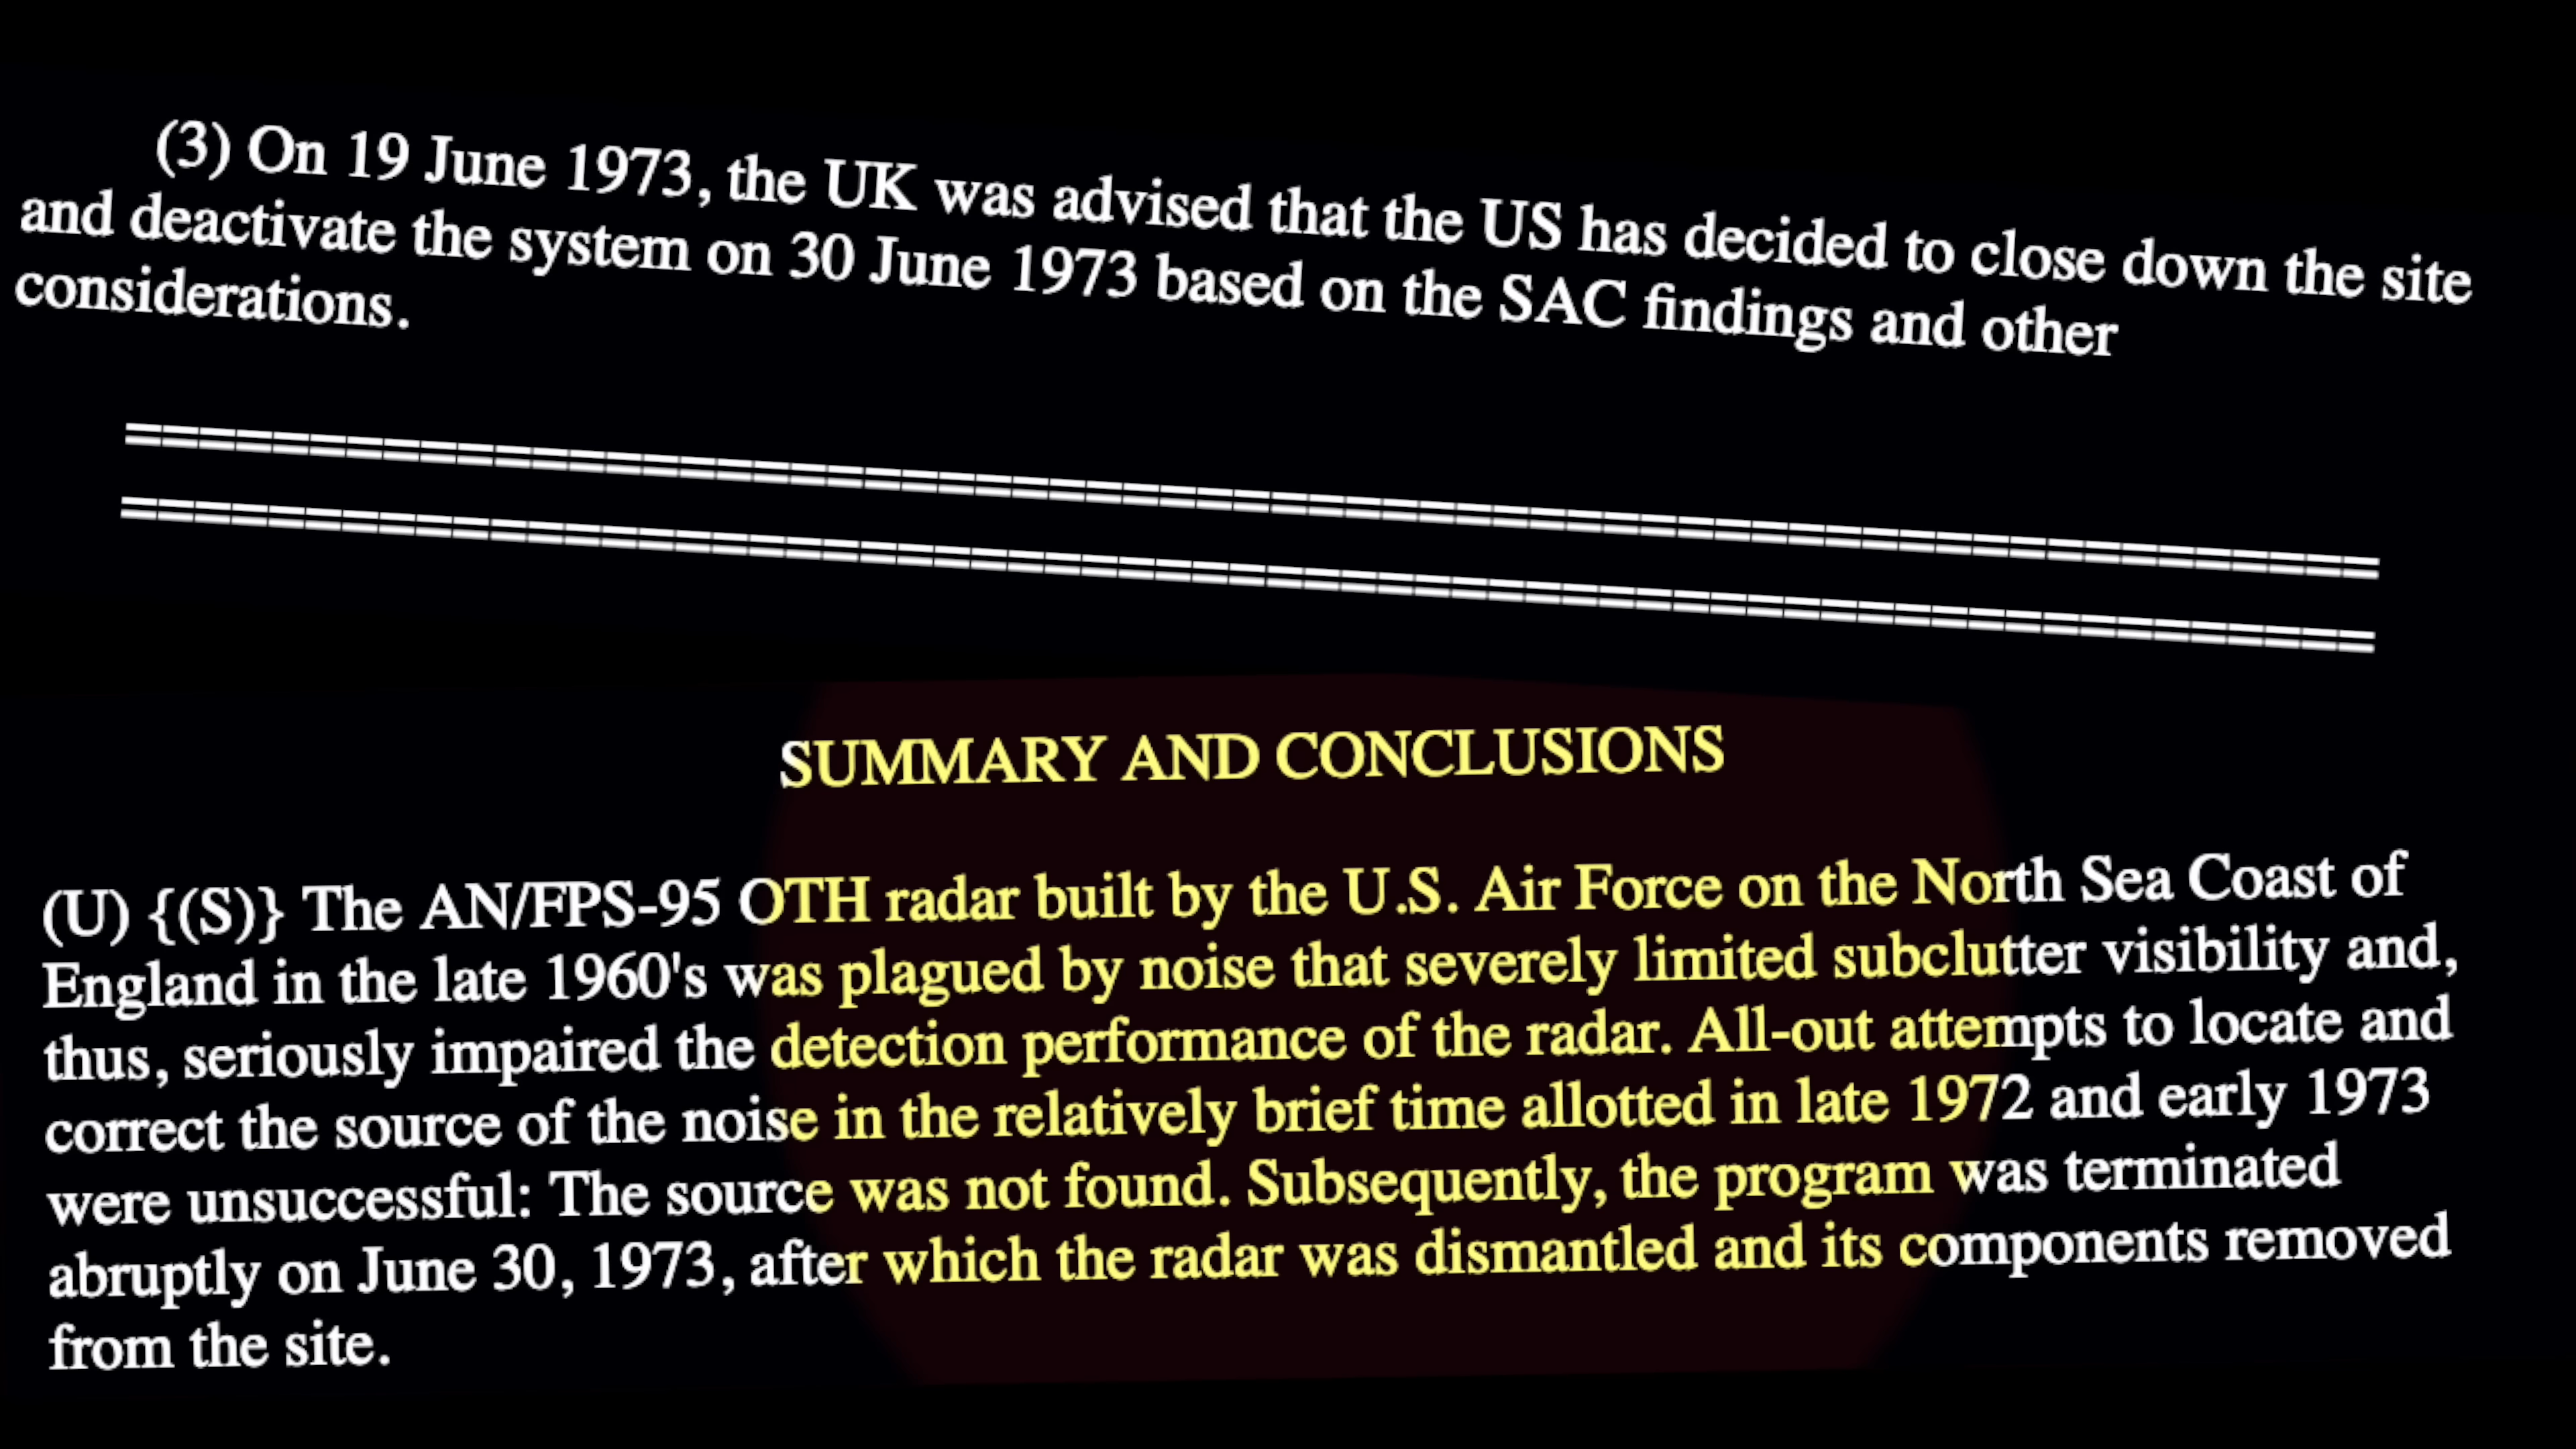 (3) On 19 June 1973, the UK was advised that the US has decided to close down the site
and deactivate the system on 30 June 1973 based on the SAC findings and other
considerations.
=============================================================
=============================================================
SUMMARY AND CONCLUSIONS
(U) {(S)} The AN/FPS-95 OTH radar built by the U.S. Air Force on the North Sea Coast of
England in the late 1960's was plagued by noise that severely limited subclutter visibility and,
thus, seriously impaired the detection performance of the radar. All-out attempts to locate and
correct the source of the noise in the relatively brief time allotted in late 1972 and early 1973
were unsuccessful: The source was not found. Subsequently, the program was terminated
abruptly on June 30, 1973, after which the radar was dismantled and its components removed
from the site.